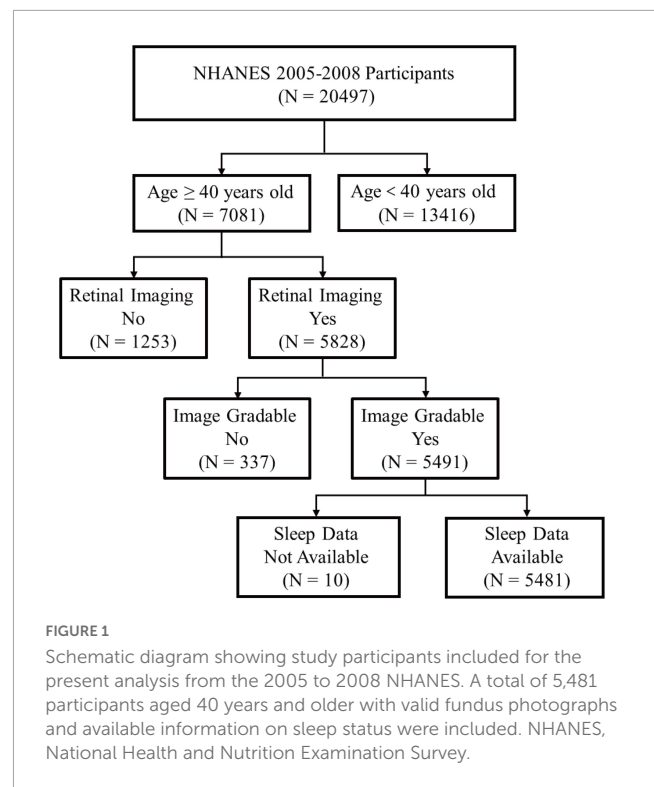 NHANES 2005-2008 Participants
(N = 20497)
Age ≥ 40 years old
(N = 7081)
Age < 40 years old
(N = 13416)
Retinal Imaging
No
(N = 1253)
Retinal Imaging
Yes
(N = 5828)
Image Gradable
No
(N = 337)
Image Gradable
Yes
(N = 5491)
Sleep Data
Not Available
(N = 10)
Sleep Data
Available
(N = 5481)
FIGURE 1
Schematic diagram showing study participants included for the
present analysis from the 2005 to 2008 NHANES. A total of 5,481
participants aged 40 years and older with valid fundus photographs
and available information on sleep status were included. NHANES,
National Health and Nutrition Examination Survey.